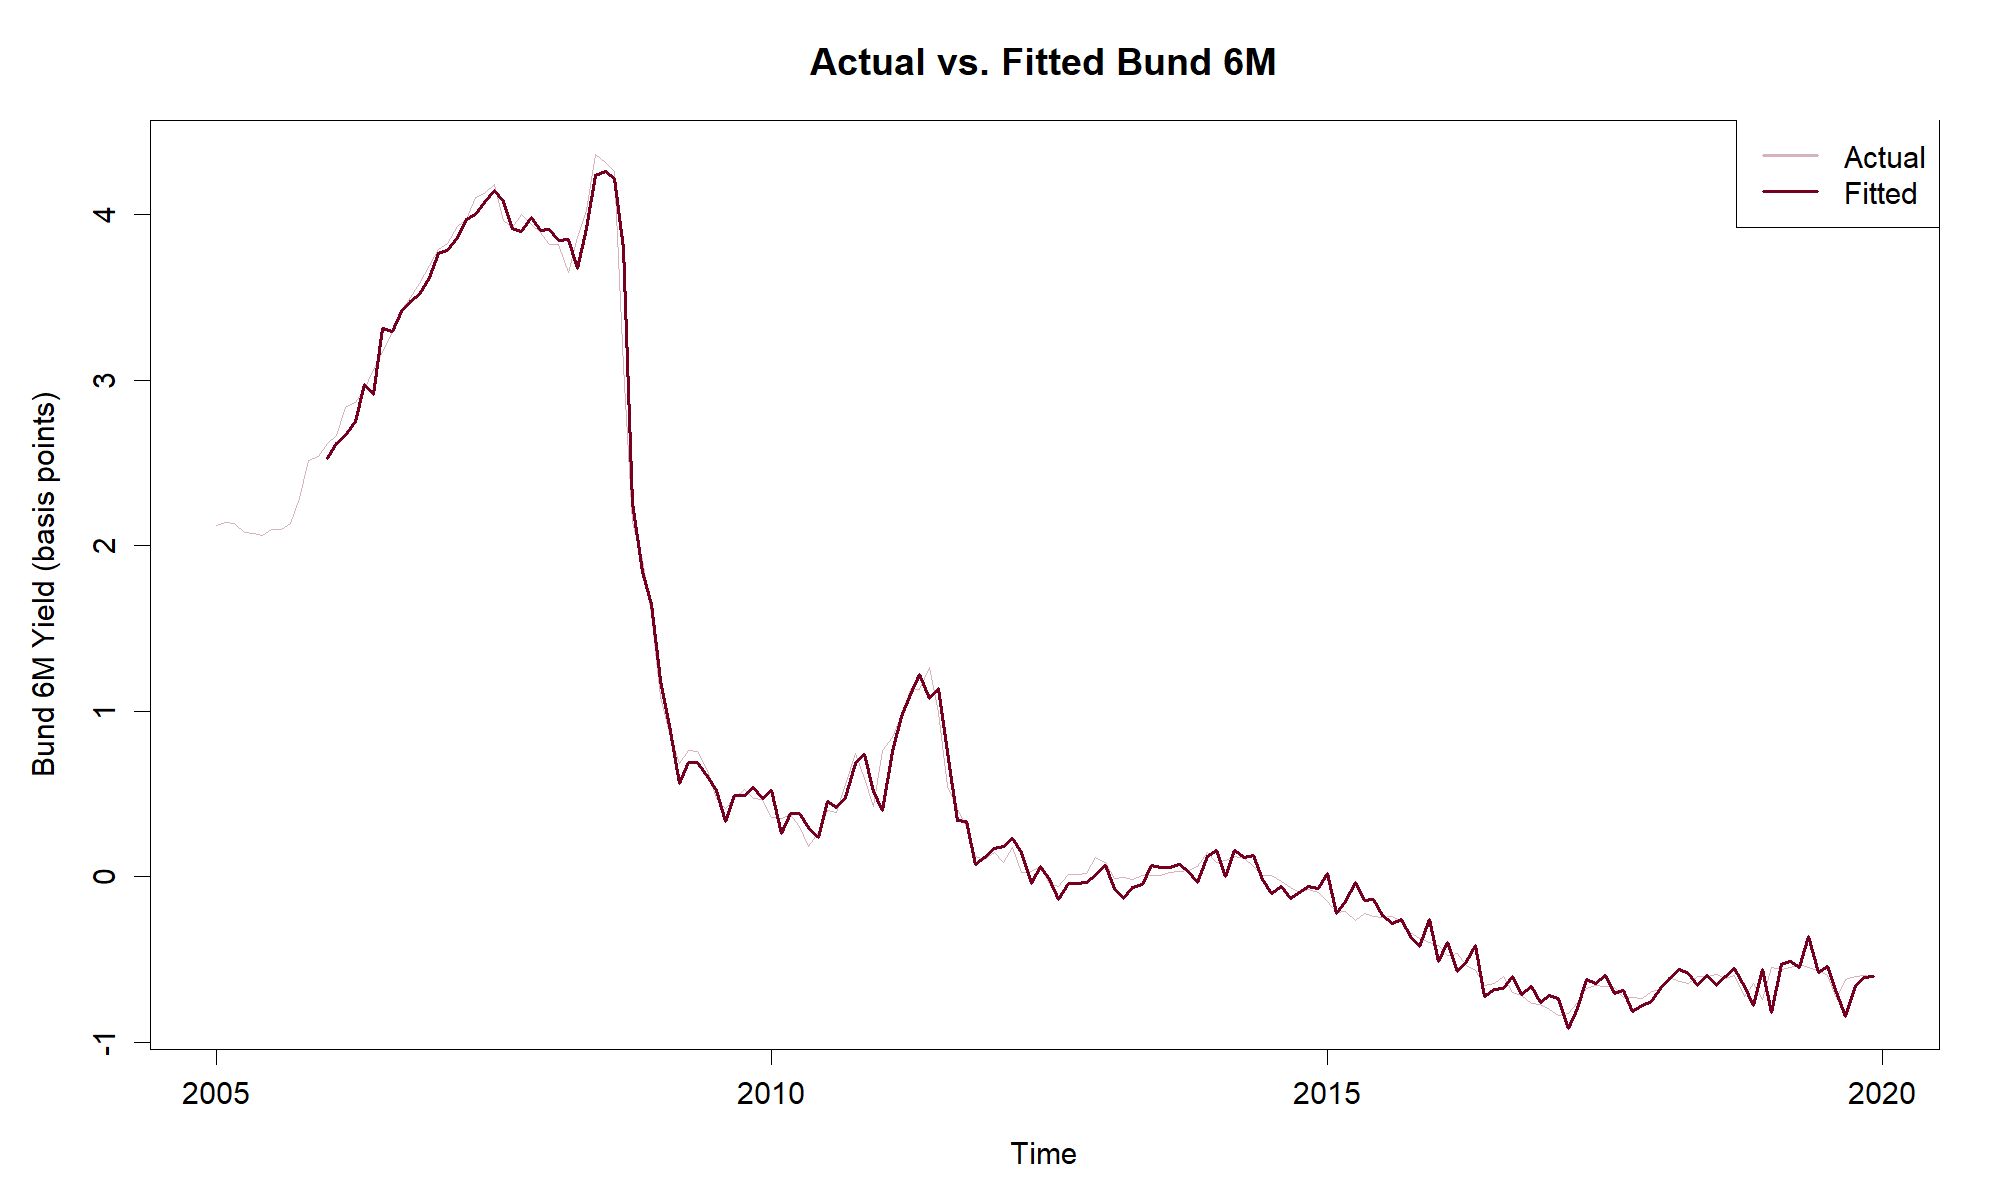 Actual vs. Fitted Bund 6M
Actual
Fitted
Bund 6M Yield (basis points)
4
3
2
1
0
-1
2005 2010 2015 2020
Time